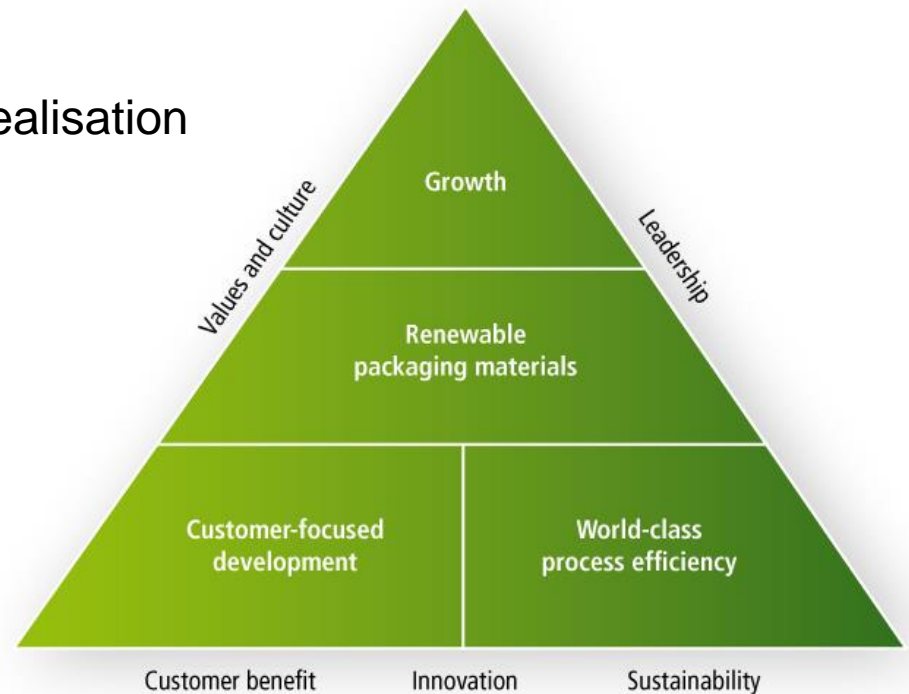 ealisation
Growth
Values and culture
Leadership
Renewable
packaging materials
Customer-focused
development
World-class
process efficiency
Customer benefit
Innovation
Sustainability